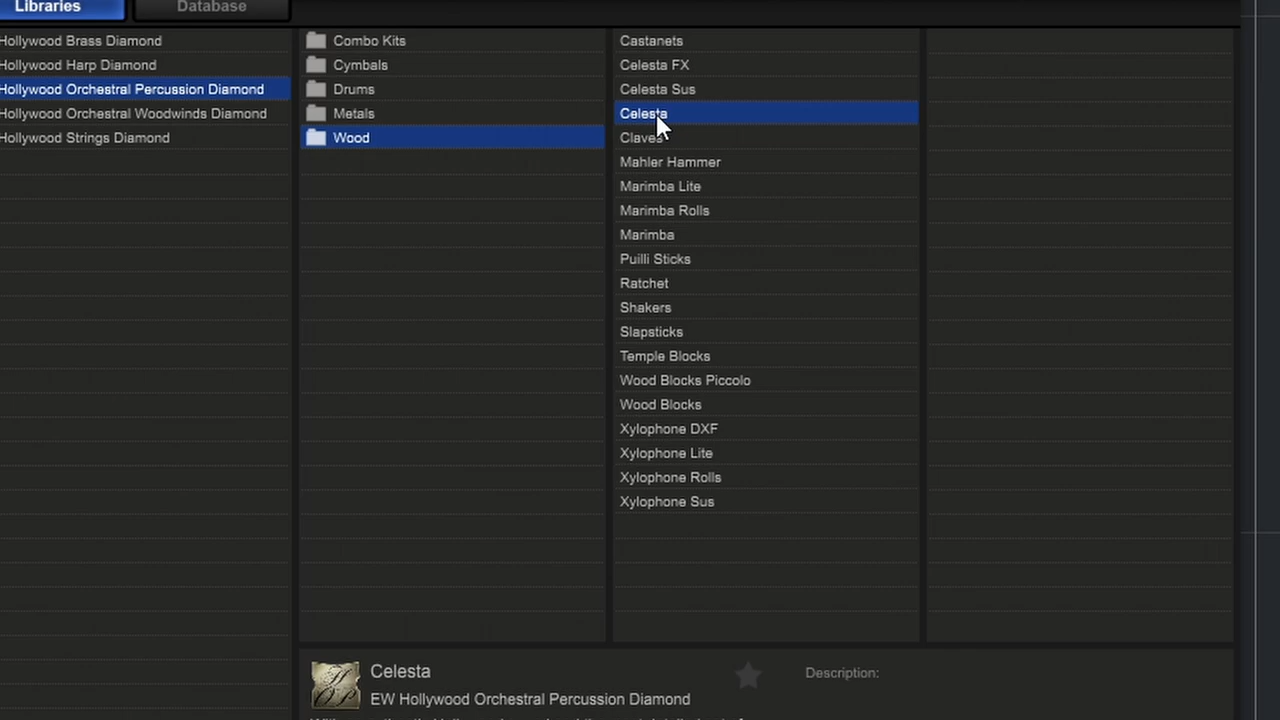 Libraries
Database
Hollywood Brass Diamond
Hollywood Harp Diamond
Hollywood Orchestral Percussion Diamond
Hollywood Orchestral Woodwinds Diamond
Hollywood Strings Diamond
Combo Kits
Cymbals
Drums
Metals
Wood
Castanets
Celesta FX
Celesta Sus
Celesta
Claves
Mahler Hammer
Marimba Lite
Marimba Rolls
Marimba
Puilli Sticks
Ratchet
Shakers
Slapsticks
Temple Blocks
Wood Blocks Piccolo
Wood Blocks
Xylophone DXF
Xylophone Lite
Xylophone Rolls
Xylophone Sus
Celesta
Description:
EW Hollywood Orchestral Percussion Diamond